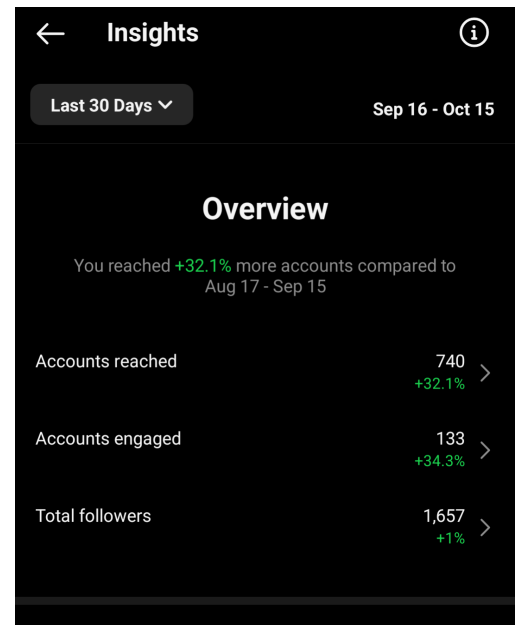 Insights
Last 30 Days
Sep 16 - Oct 15
Overview
You reached +32.1% more accounts compared to
Aug 17 - Sep 15
Accounts reached
740
+32.1%
Accounts engaged
133
+34.3%
Total followers
1,657
+1%